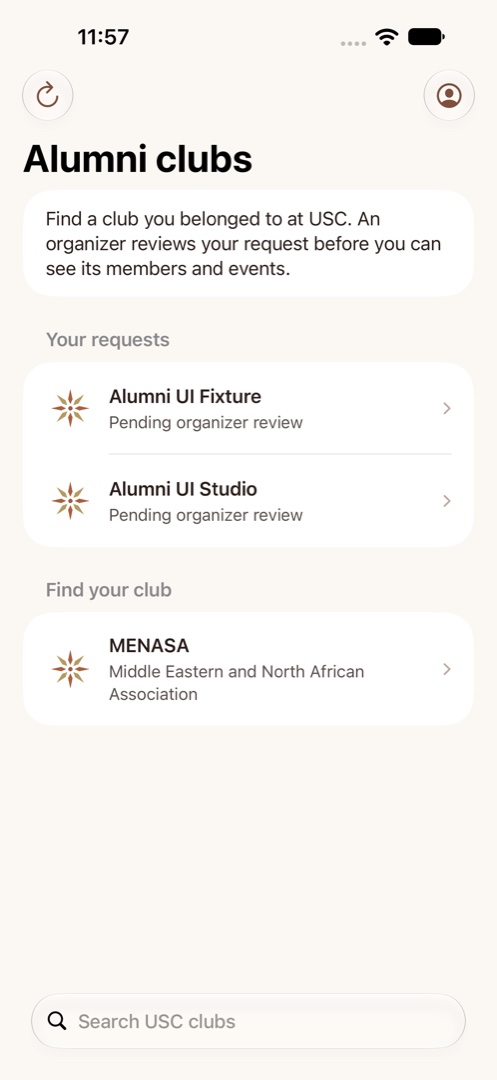 11:57
Alumni clubs
Find a club you belonged to at USC. An
organizer reviews your request before you can
see its members and events.
Your requests
Alumni UI Fixture
Pending organizer review
Alumni UI Studio
Pending organizer review
Find your club
MENASA
Middle Eastern and North African
Association
Search USC clubs